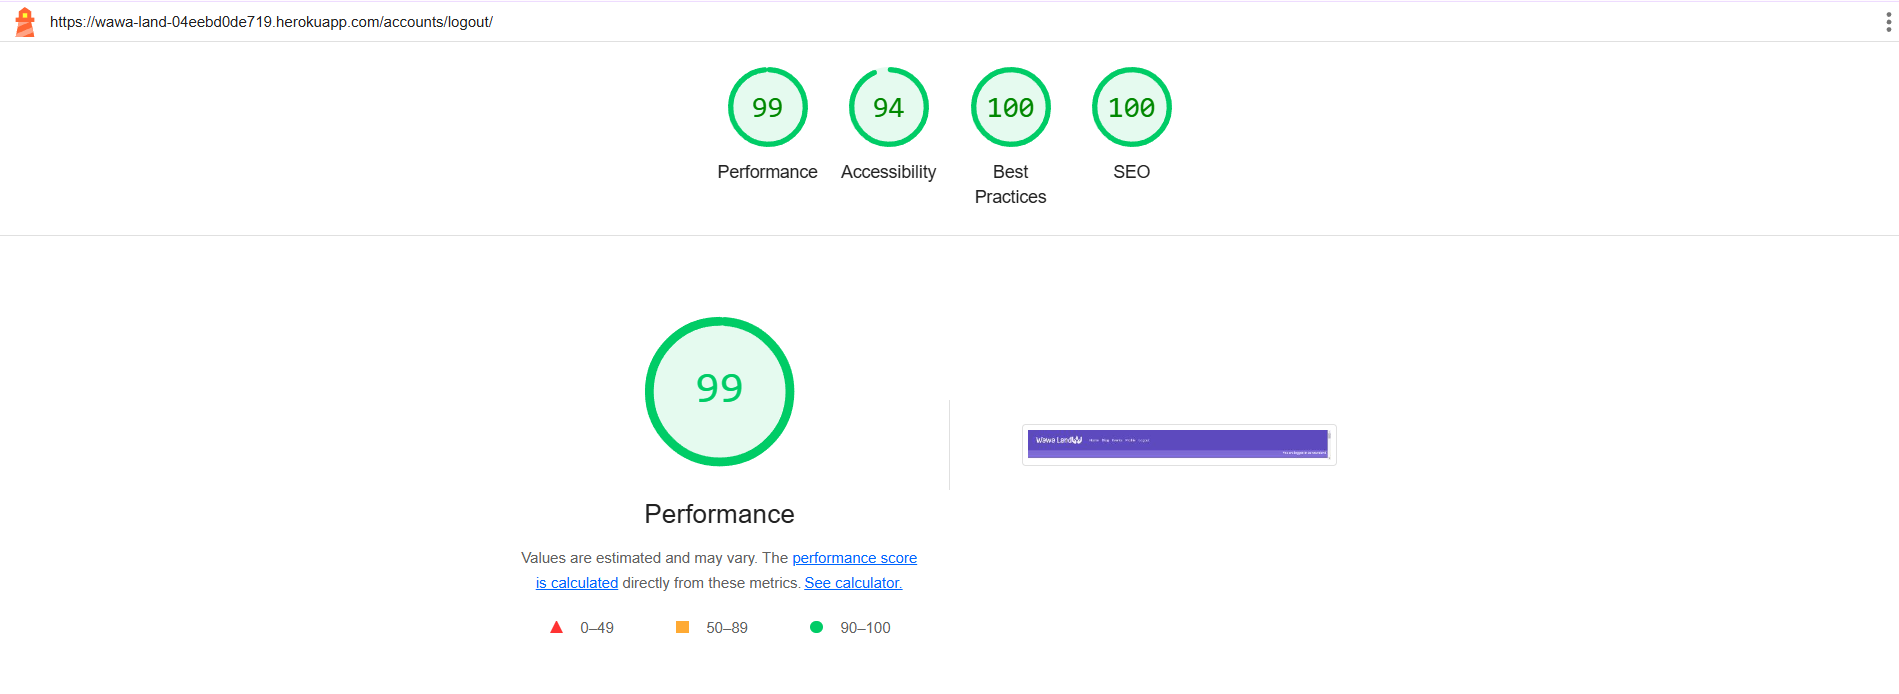 https://wawa-land-04eebd0de719.herokuapp.com/accounts/logout/
99
94
100
100
Performance
Accessibility
Best
Practices
SEO
99
Performance
Values are estimated and may vary. The performance score
is calculated directly from these metrics. See calculator.
0–49
50–89
90–100
Wawa Land